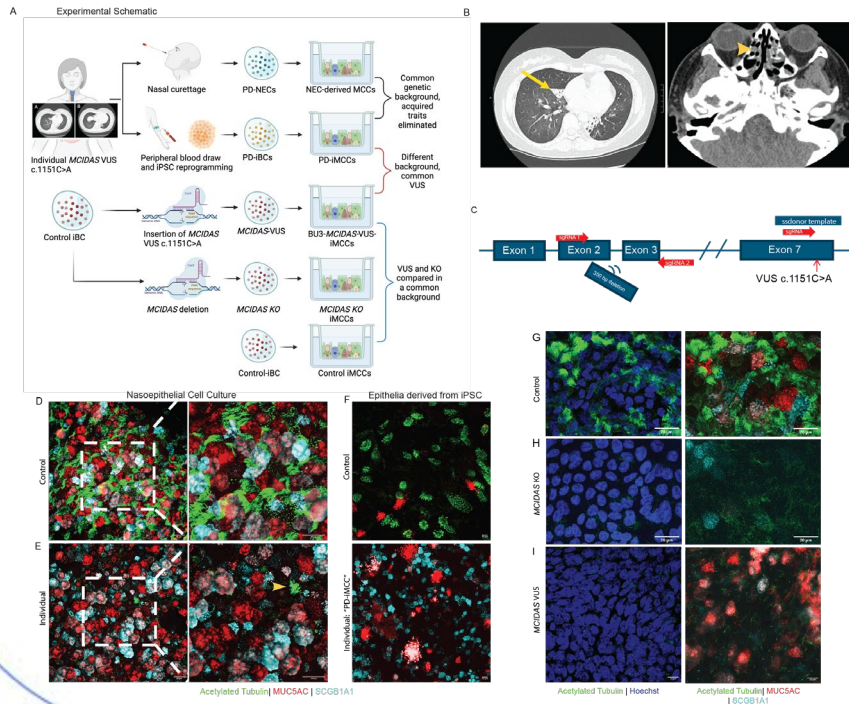 A
Experimental Schematic
Individual MCIDAS VUS
c.1151C>A
Nasal curettage
PD-NECs
NEC-derived MCCs
Common
genetic
background,
acquired
traits
eliminated
Peripheral blood draw
and iPSC reprogramming
PD-iBCs
PD-iMCCs
Different
background,
common
VUS
Control iBC
Insertion of MCIDAS
VUS c.1151C>A
MCIDAS-VUS
BU3-MCIDAS-VUS-
iMCCs
VUS and KO
compared in
a common
background
MCIDAS deletion
MCIDAS KO
MCIDAS KO
iMCCs
Control-iBC
Control iMCCs
B
C
Exon 1
sgRNA 1
Exon 2
Exon 3
sgRNA 2
330 bp deletion
ssdonor template
sgRNA
Exon 7
VUS c.1151C>A
Nasoepithelial Cell Culture
D
Control
E
Individual
Epithelia derived from iPSC
F
Control
Individual: "PD-iMCC"
Acetylated Tubulin| MUC5AC | SCGB1A1
G
Control
H
MCIDAS KO
I
MCIDAS VUS
Acetylated Tubulin | Hoechst
Acetylated Tubulin| MUC5AC
| SCGB1A1